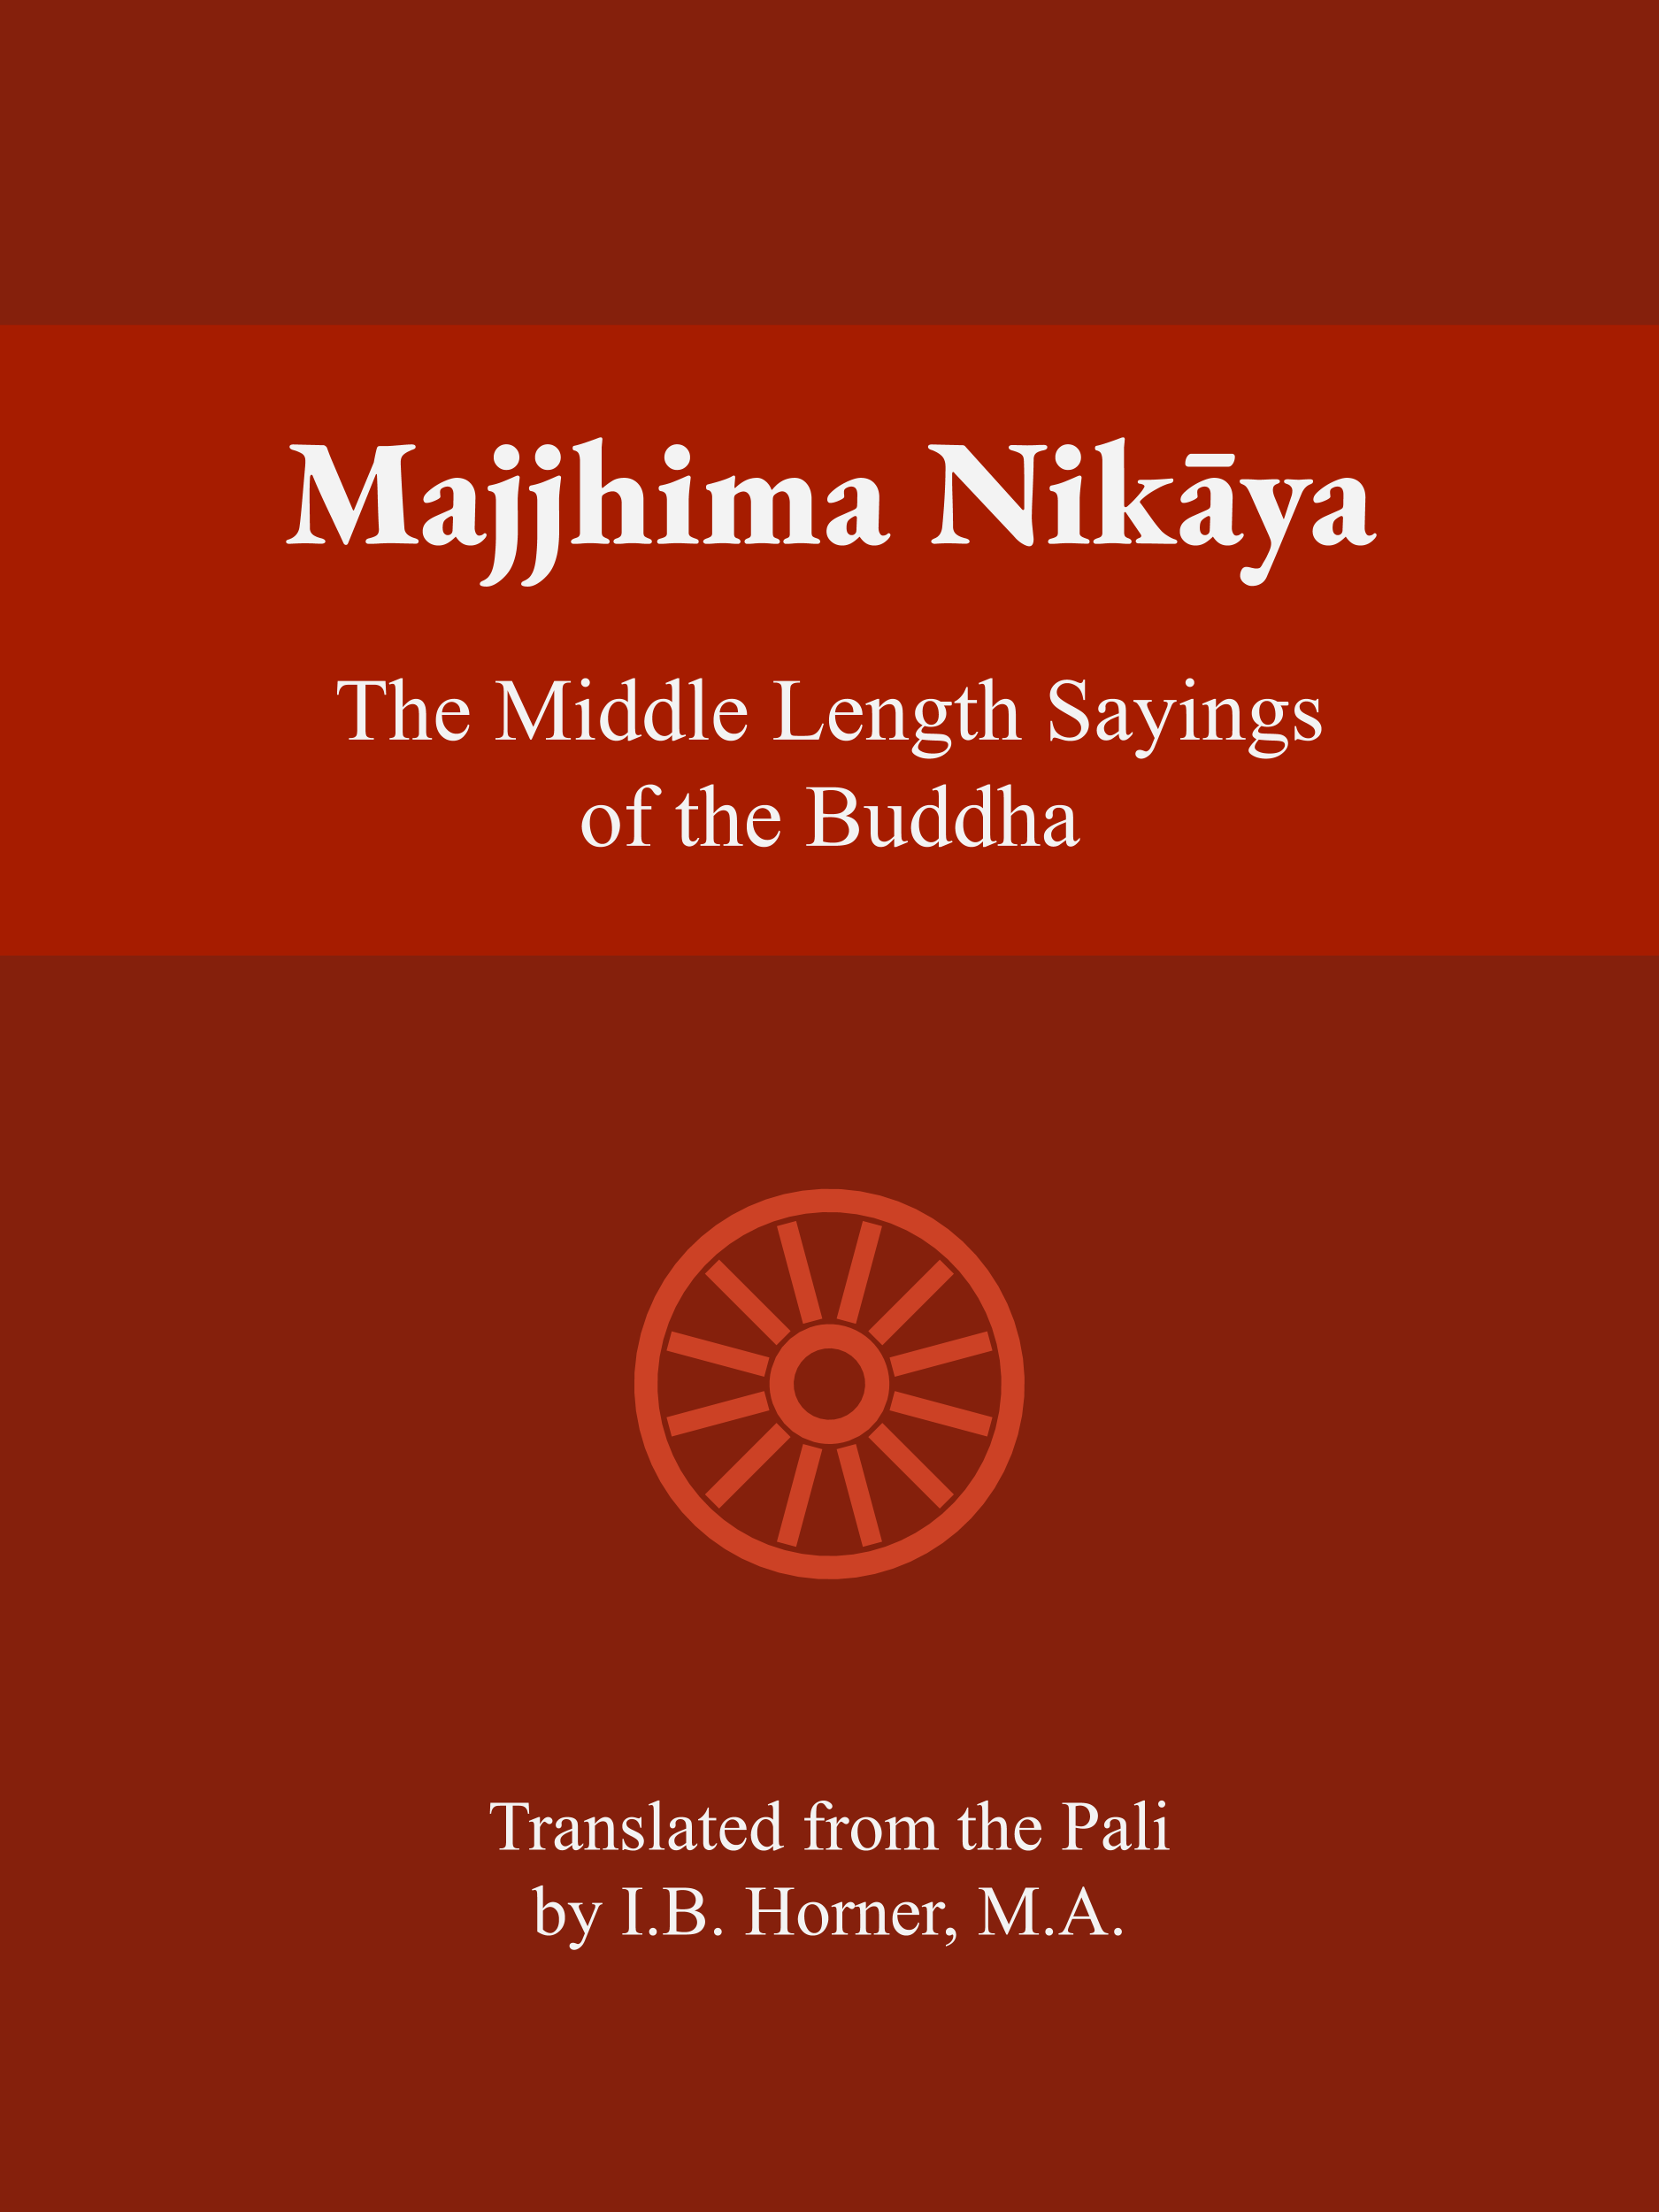 Majjhima Nikāya
The Middle Length Sayings
of the Buddha
Translated from the Pali
by I.B. Horner, M.A.